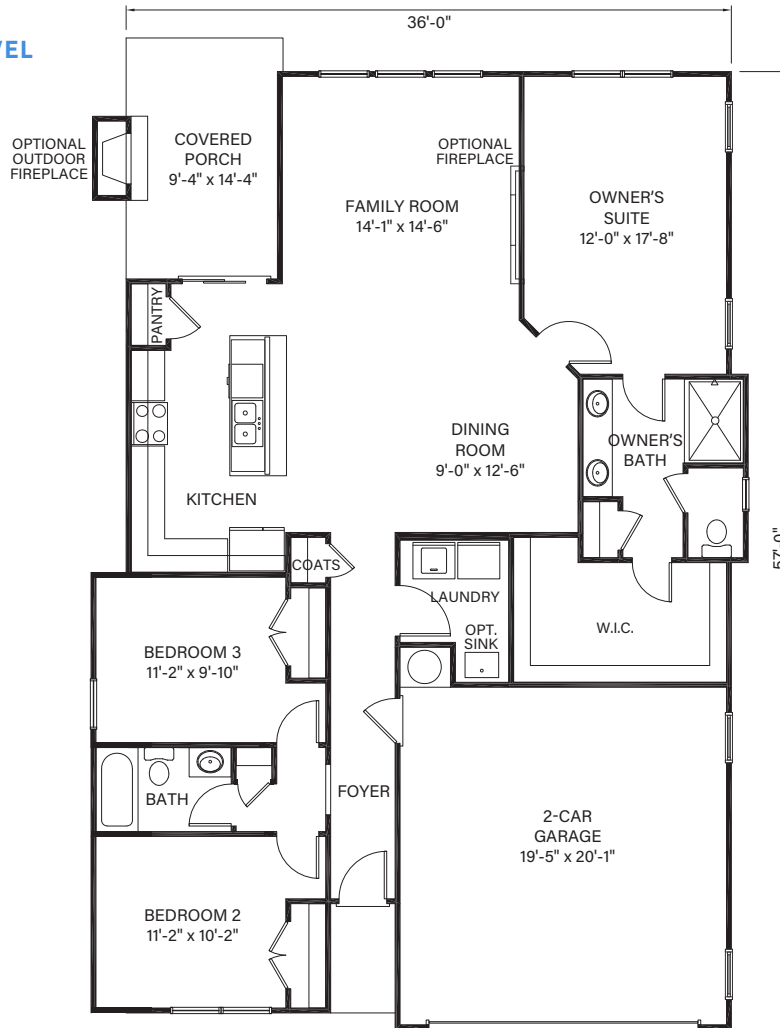 36'-0"
VEL
OPTIONAL
OUTDOOR
FIREPLACE
COVERED
PORCH
9'-4" x 14'-4"
OPTIONAL
FIREPLACE
FAMILY ROOM
14'-1" x 14'-6"
OWNER'S
SUITE
12'-0" x 17'-8"
PANTRY
DINING
ROOM
9'-0" x 12'-6"
OWNER'S
BATH
KITCHEN
57'-0"
COATS
LAUNDRY
OPT.
SINK
W.I.C.
BEDROOM 3
11'-2" x 9'-10"
BATH
FOYER
2-CAR
GARAGE
19'-5" x 20'-1"
BEDROOM 2
11'-2" x 10'-2"